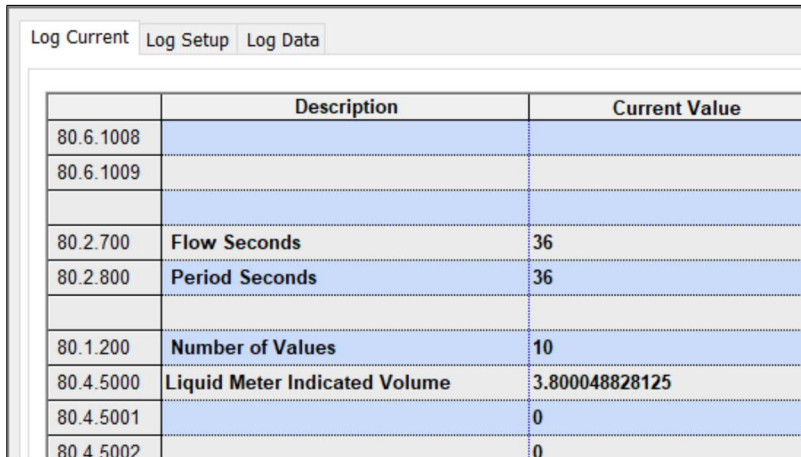 Log Current Log Setup Log Data
Description Current Value
80.6.1008
80.6.1009
80.2.700 Flow Seconds 36
80.2.800 Period Seconds 36
80.1.200 Number of Values 10
80.4.5000 Liquid Meter Indicated Volume 3.800048828125
80.4.5001 0
80.4.5002 0